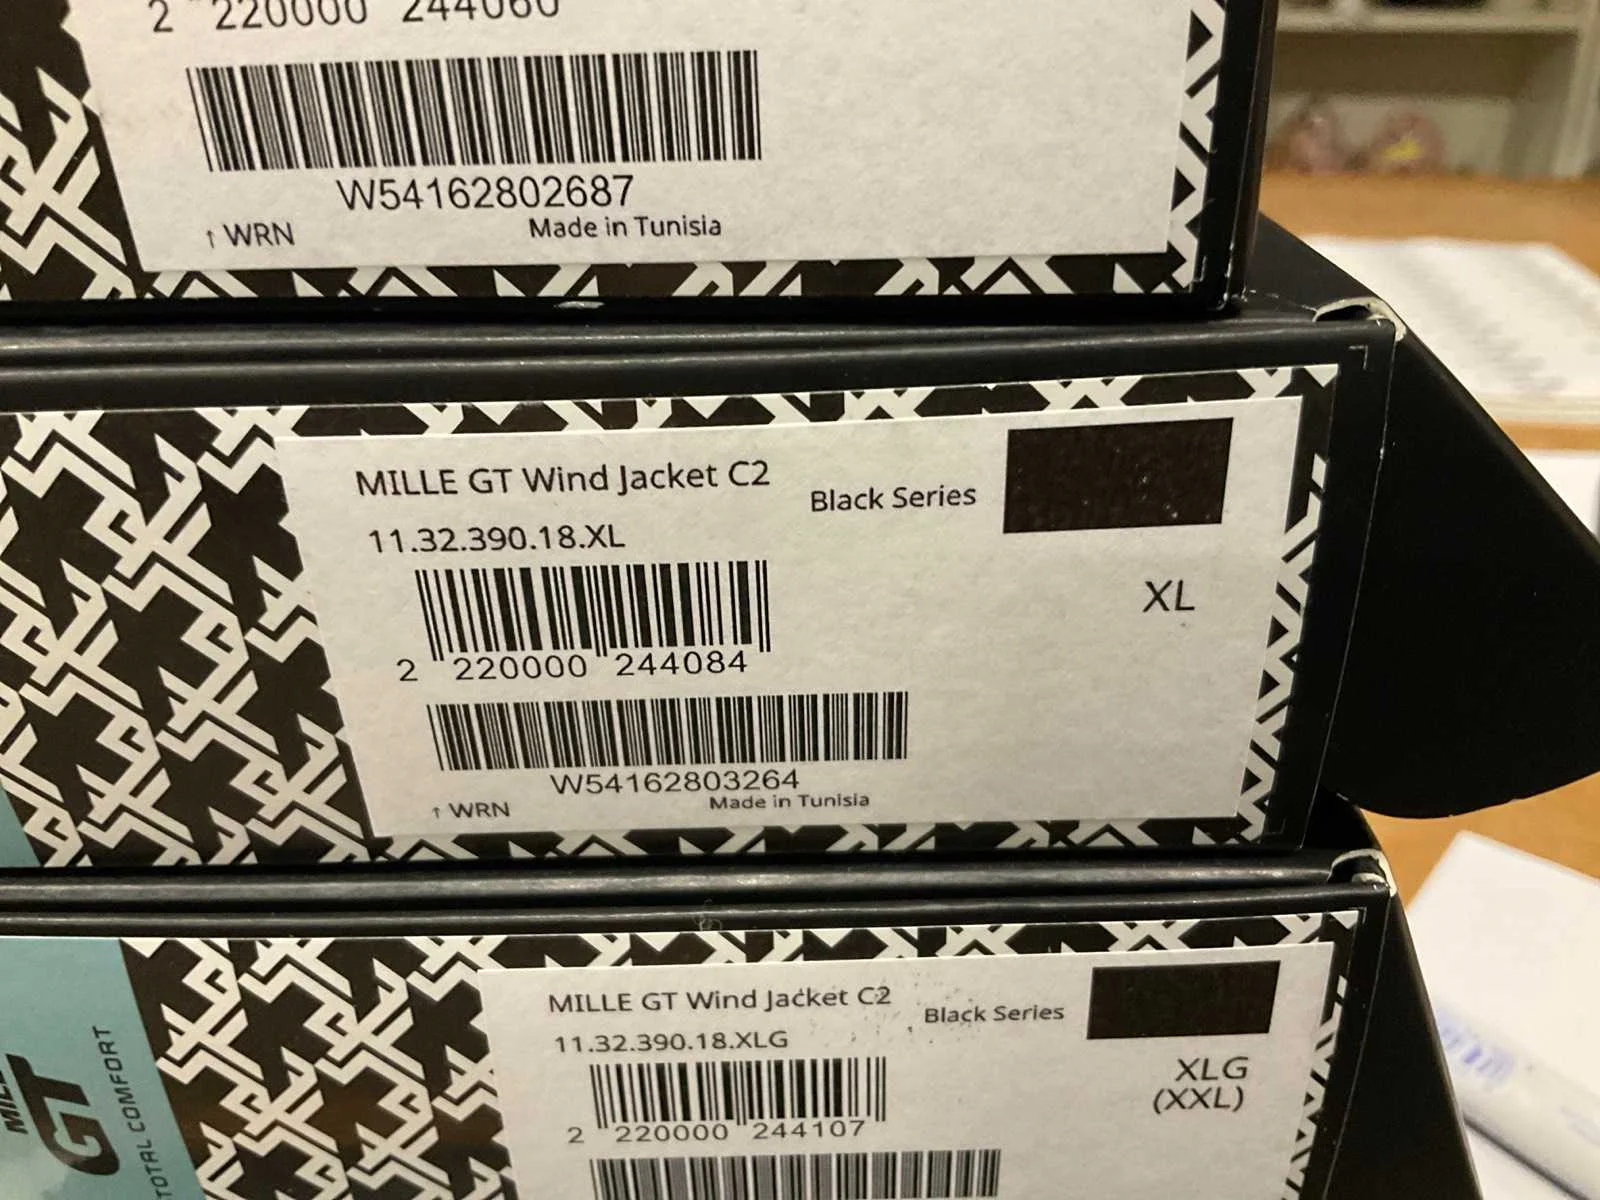 2 220000 244060
W54162802687
↑ WRN Made in Tunisia
MILLE GT Wind Jacket C2
Black Series
11.32.390.18.XL
XL
2 220000 244084
W54162803264
↑ WRN Made in Tunisia
MILLE GT Wind Jacket C2
Black Series
11.32.390.18.XLG
XLG
(XXL)
2 220000 244107
MILLE
GT
TOTAL COMFORT